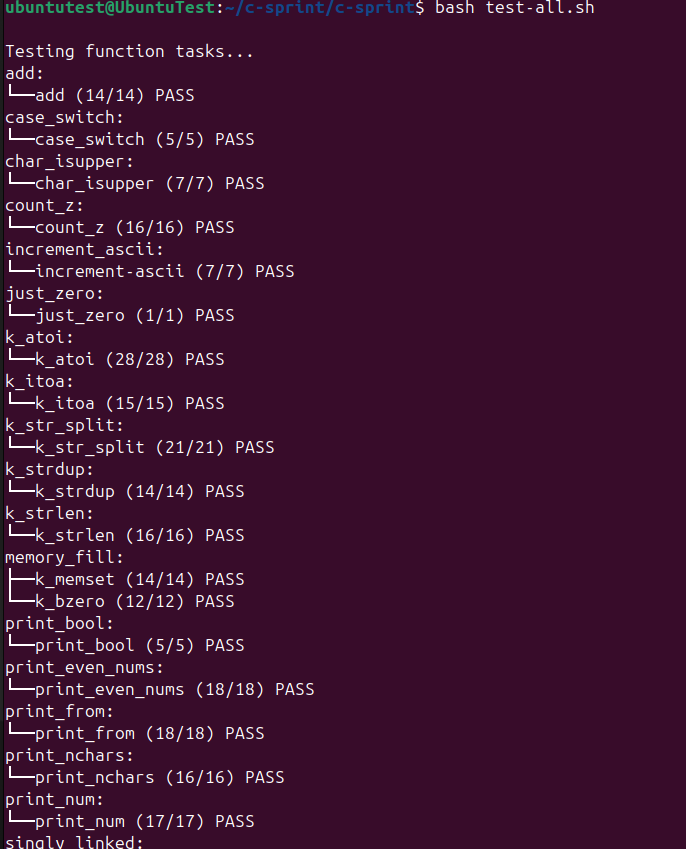 ubuntutest@UbuntuTest:~/c-sprint/c-sprint$ bash test-all.sh

Testing function tasks...
add:
└──add (14/14) PASS
case_switch:
└──case_switch (5/5) PASS
char_isupper:
└──char_isupper (7/7) PASS
count_z:
└──count_z (16/16) PASS
increment_ascii:
└──increment-ascii (7/7) PASS
just_zero:
└──just_zero (1/1) PASS
k_atoi:
└──k_atoi (28/28) PASS
k_itoa:
└──k_itoa (15/15) PASS
k_str_split:
└──k_str_split (21/21) PASS
k_strdup:
└──k_strdup (14/14) PASS
k_strlen:
└──k_strlen (16/16) PASS
memory_fill:
├──k_memset (14/14) PASS
└──k_bzero (12/12) PASS
print_bool:
└──print_bool (5/5) PASS
print_even_nums:
└──print_even_nums (18/18) PASS
print_from:
└──print_from (18/18) PASS
print_nchars:
└──print_nchars (16/16) PASS
print_num:
└──print_num (17/17) PASS
singly_linked: